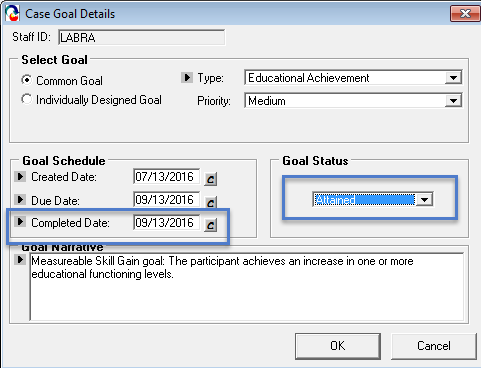 Case Goal Details
Staff ID: LABRA
Select Goal
Common Goal
Type: Educational Achievement
Individually Designed Goal
Priority: Medium
Goal Schedule
Goal Status
Created Date: 07/13/2016
Due Date: 09/13/2016
Attained
Completed Date: 09/13/2016
Goal Narrative
Measureable Skill Gain goal: The participant achieves an increase in one or more
educational functioning levels.
OK Cancel